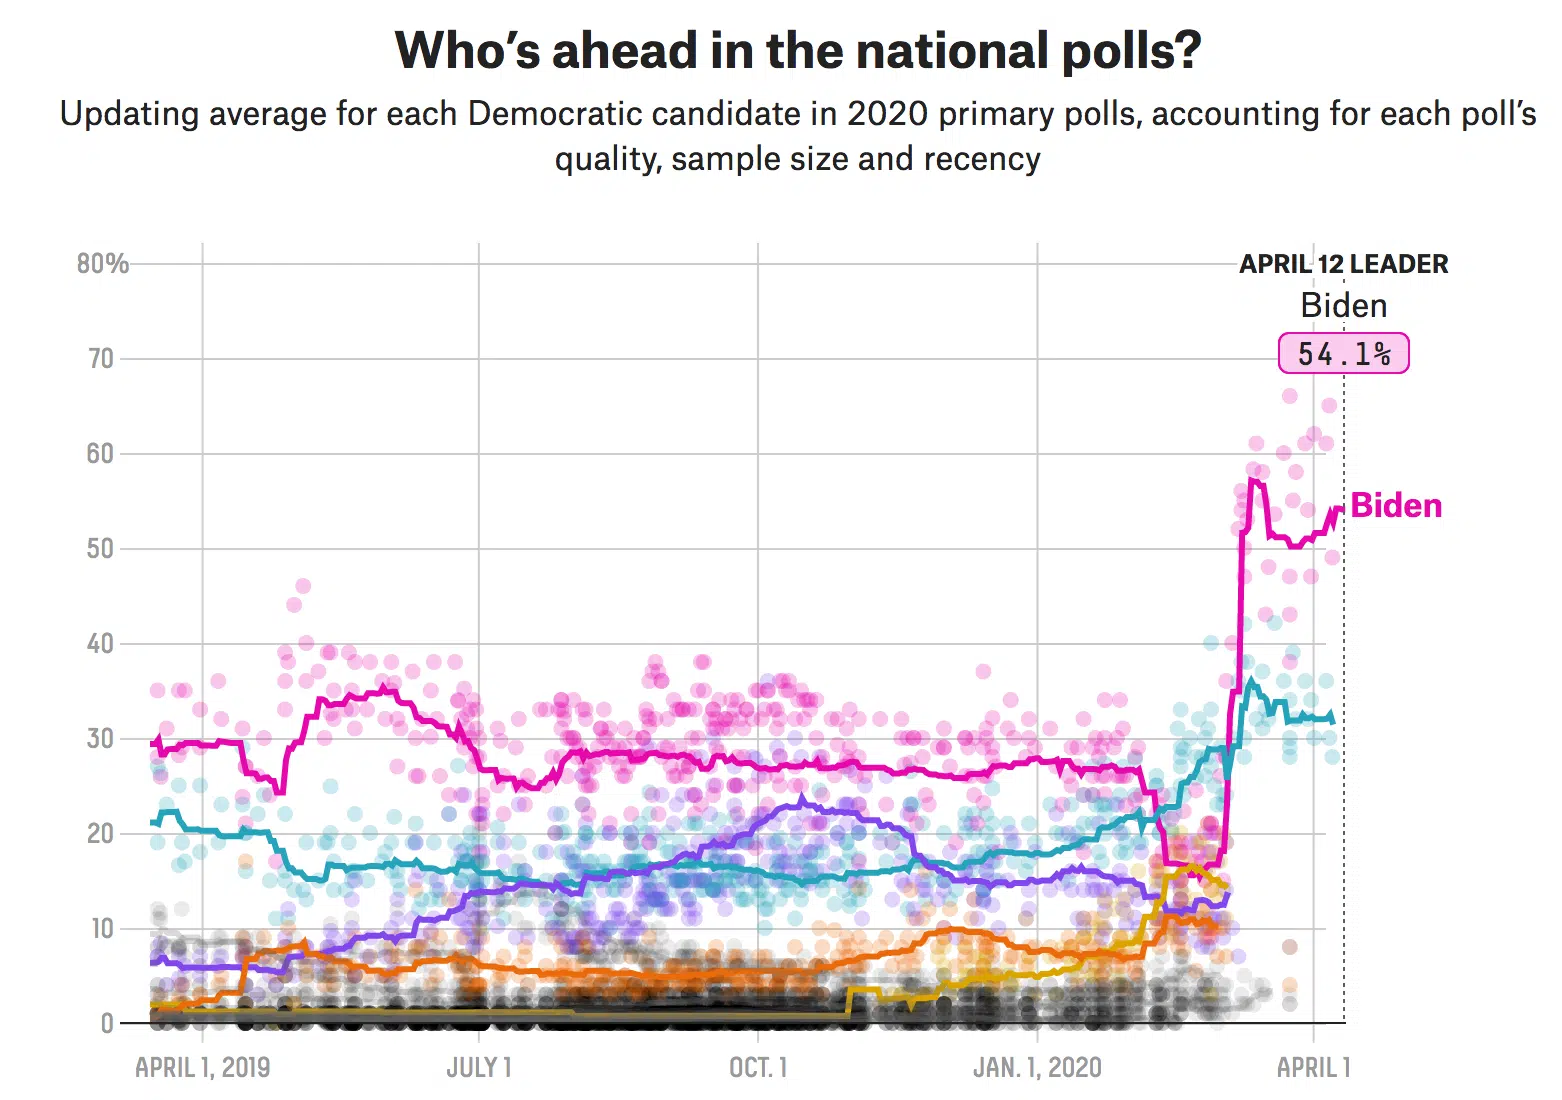 Who’s ahead in the national polls?
Updating average for each Democratic candidate in 2020 primary polls, accounting for each poll’s
quality, sample size and recency
80%
APRIL 12 LEADER
Biden
54.1%
70
60
Biden
50
40
30
20
10
0
APRIL 1, 2019
JULY 1
OCT. 1
JAN. 1, 2020
APRIL 1